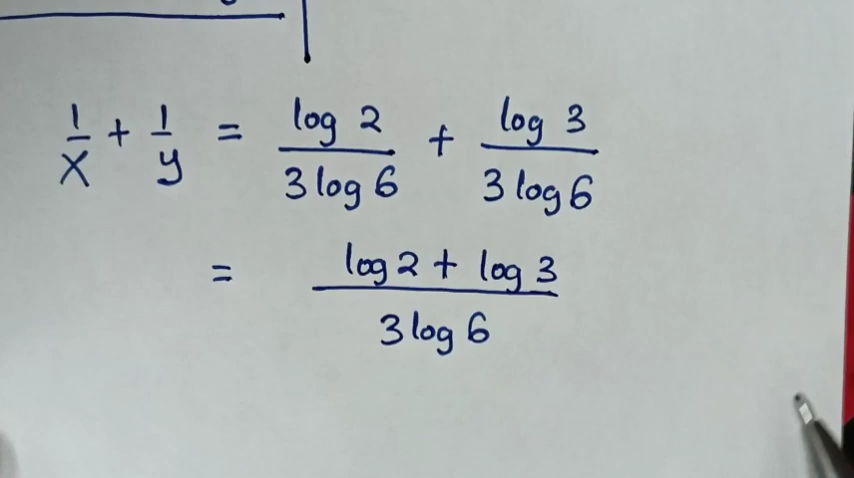 1/x + 1/y = log 2 / 3 log 6 + log 3 / 3 log 6
= log 2 + log 3 / 3 log 6